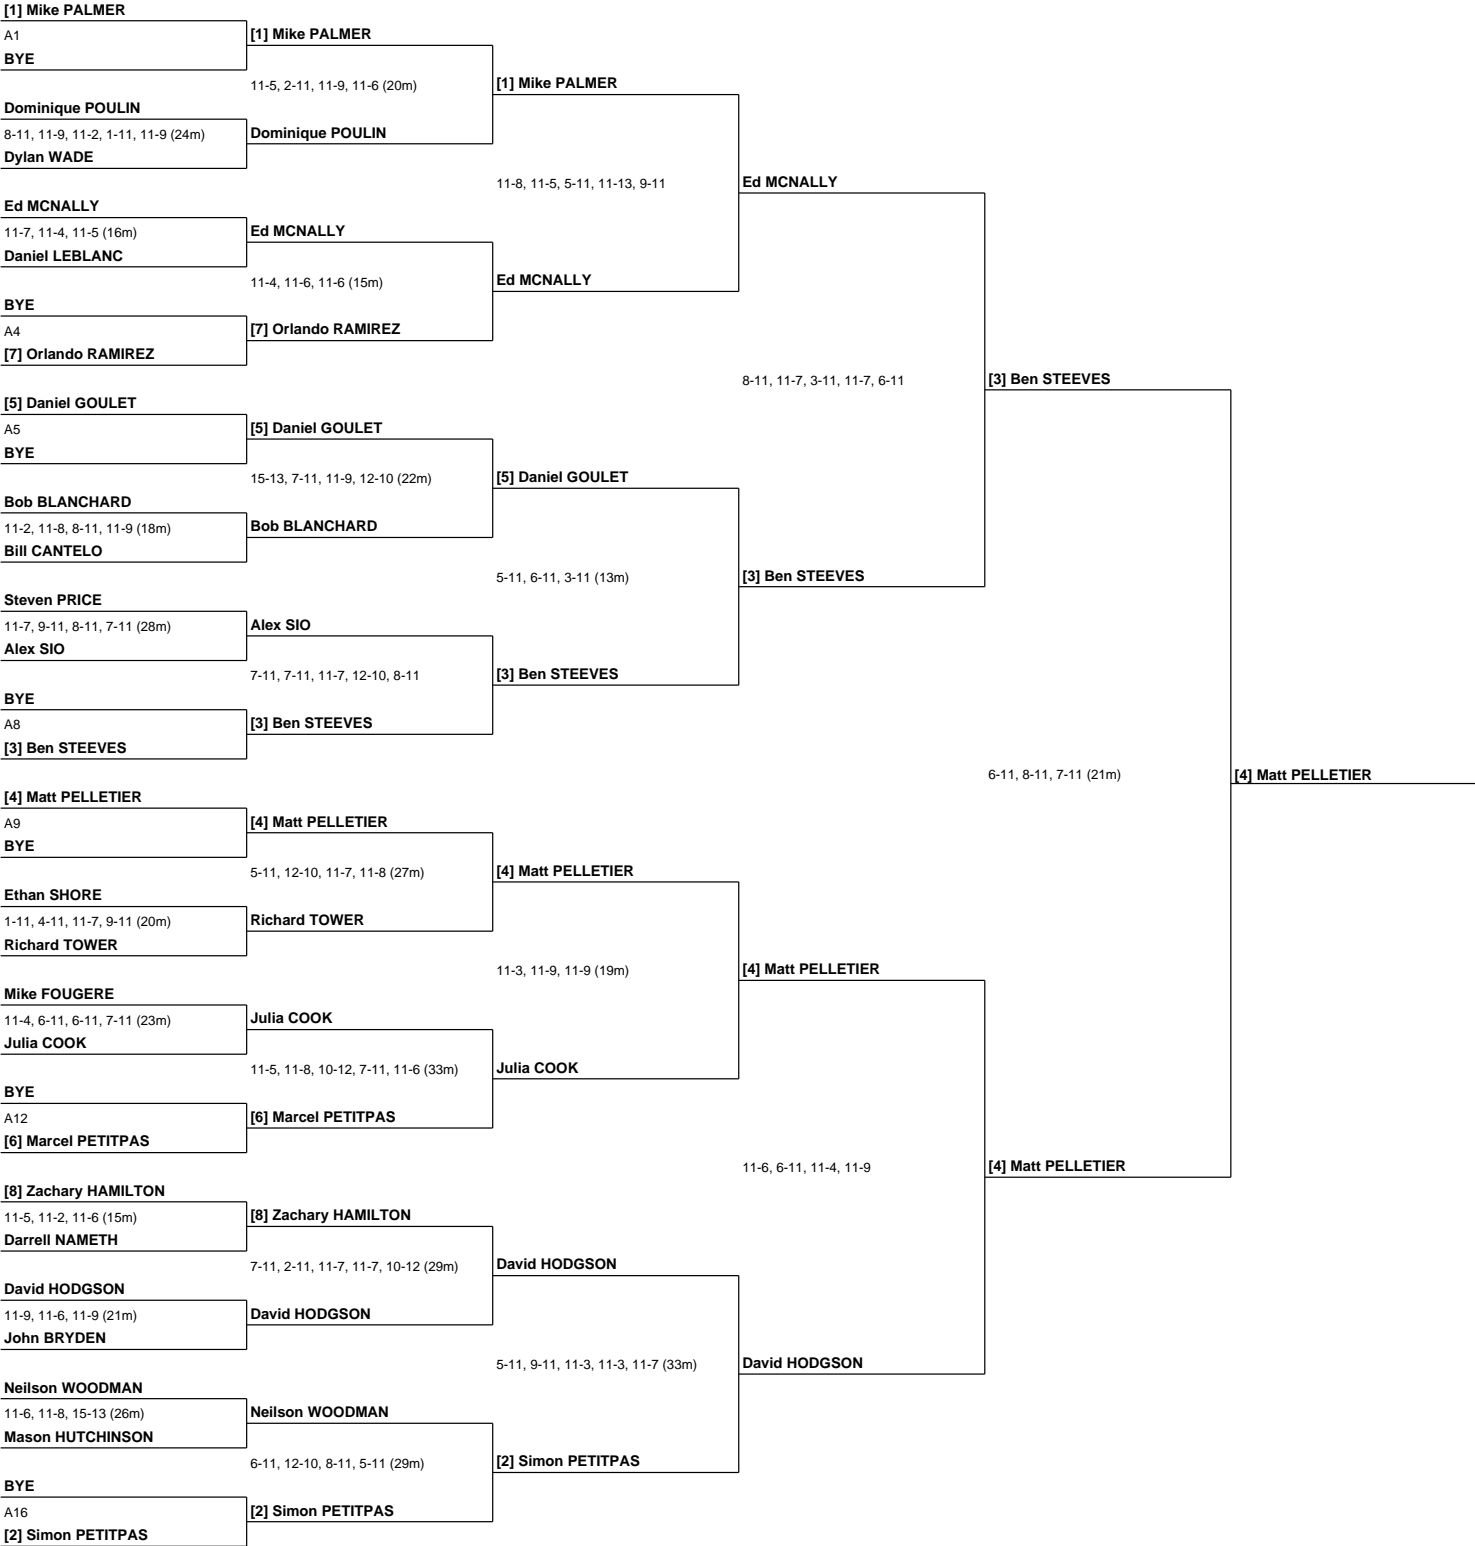 [1] Mike PALMER
A1
BYE
Dominique POULIN
8-11, 11-9, 11-2, 1-11, 11-9 (24m)
Dylan WADE
Ed MCNALLY
11-7, 11-4, 11-5 (16m)
Daniel LEBLANC
BYE
A4
[7] Orlando RAMIREZ
[5] Daniel GOULET
A5
BYE
Bob BLANCHARD
11-2, 11-8, 8-11, 11-9 (18m)
Bill CANTELO
Steven PRICE
11-7, 9-11, 8-11, 7-11 (28m)
Alex SIO
BYE
A8
[3] Ben STEEVES
[4] Matt PELLETIER
A9
BYE
Ethan SHORE
1-11, 4-11, 11-7, 9-11 (20m)
Richard TOWER
Mike FOUGERE
11-4, 6-11, 6-11, 7-11 (23m)
Julia COOK
BYE
A12
[6] Marcel PETITPAS
[8] Zachary HAMILTON
11-5, 11-2, 11-6 (15m)
Darrell NAMETH
David HODGSON
11-9, 11-6, 11-9 (21m)
John BRYDEN
Neilson WOODMAN
11-6, 11-8, 15-13 (26m)
Mason HUTCHINSON
BYE
A16
[2] Simon PETITPAS
[1] Mike PALMER
11-5, 2-11, 11-9, 11-6 (20m)
Dominique POULIN
Ed MCNALLY
11-4, 11-6, 11-6 (15m)
[7] Orlando RAMIREZ
[5] Daniel GOULET
15-13, 7-11, 11-9, 12-10 (22m)
Bob BLANCHARD
Alex SIO
7-11, 7-11, 11-7, 12-10, 8-11
[3] Ben STEEVES
[4] Matt PELLETIER
5-11, 12-10, 11-7, 11-8 (27m)
Richard TOWER
Julia COOK
11-5, 11-8, 10-12, 7-11, 11-6 (33m)
[6] Marcel PETITPAS
[8] Zachary HAMILTON
7-11, 2-11, 11-7, 11-7, 10-12 (29m)
David HODGSON
Neilson WOODMAN
6-11, 12-10, 8-11, 5-11 (29m)
[2] Simon PETITPAS
[1] Mike PALMER
11-8, 11-5, 5-11, 11-13, 9-11
Ed MCNALLY
[5] Daniel GOULET
5-11, 6-11, 3-11 (13m)
[3] Ben STEEVES
[4] Matt PELLETIER
11-3, 11-9, 11-9 (19m)
Julia COOK
David HODGSON
5-11, 9-11, 11-3, 11-3, 11-7 (33m)
[2] Simon PETITPAS
Ed MCNALLY
8-11, 11-7, 3-11, 11-7, 6-11
[3] Ben STEEVES
[4] Matt PELLETIER
11-6, 6-11, 11-4, 11-9
David HODGSON
[3] Ben STEEVES
6-11, 8-11, 7-11 (21m)
[4] Matt PELLETIER
[4] Matt PELLETIER